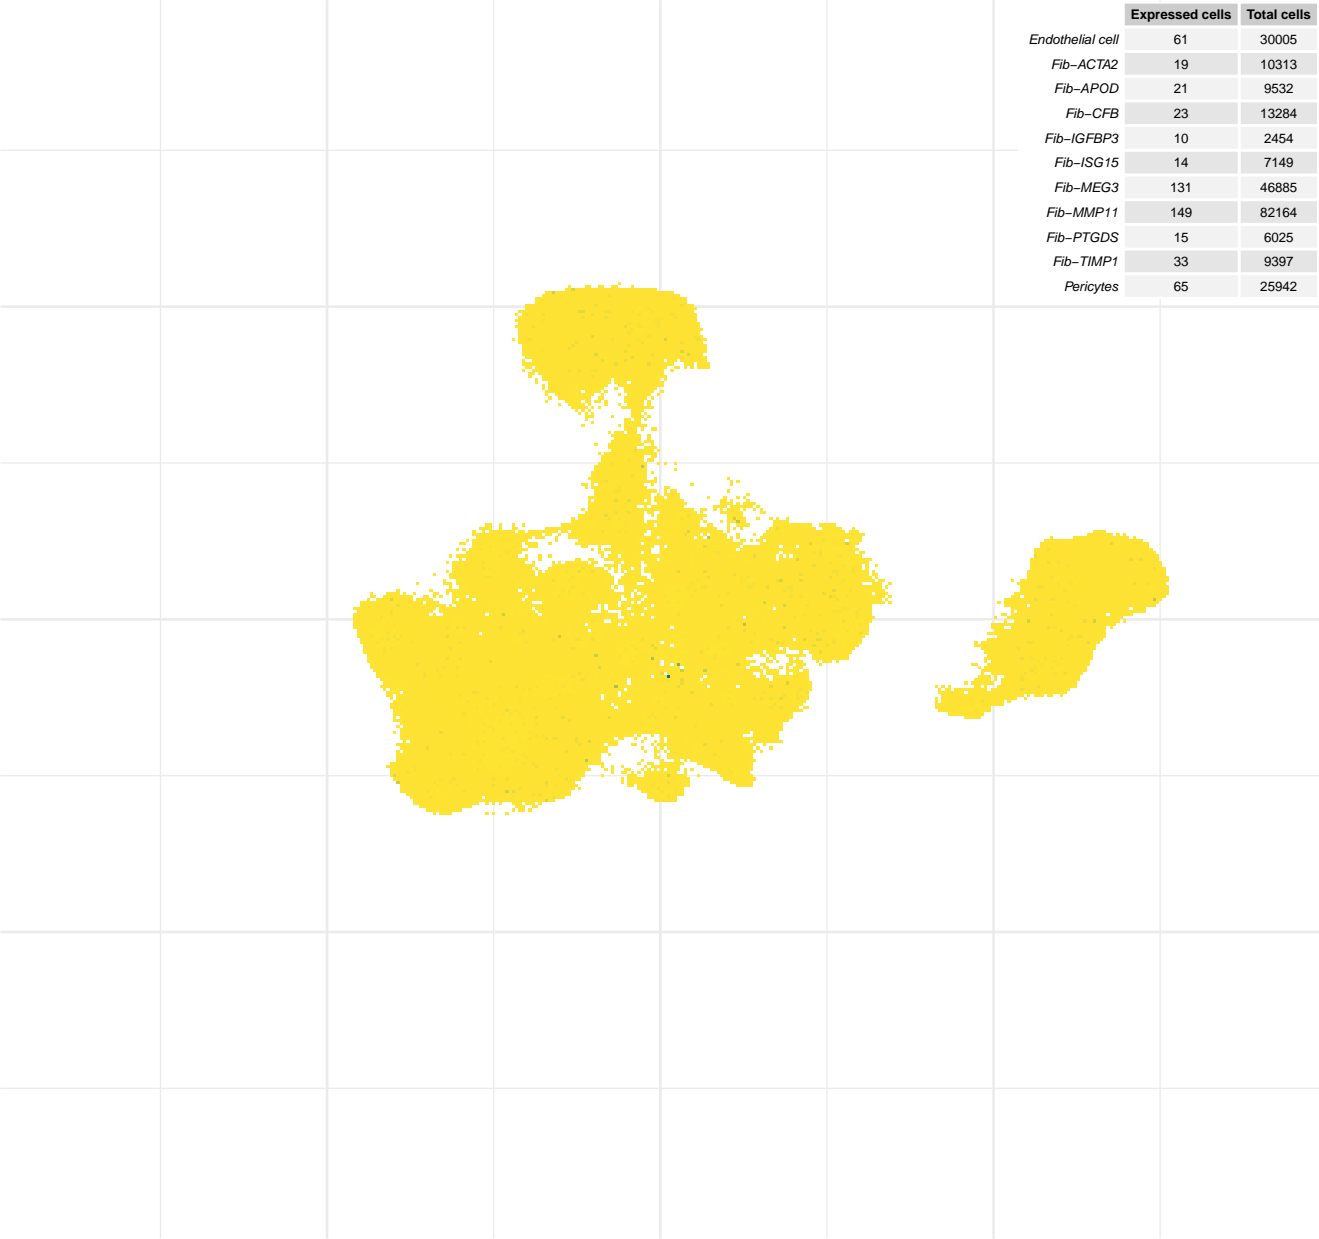 Expressed cells Total cells
Endothelial cell 61 30005
Fib−ACTA2 19 10313
Fib−APOD 21 9532
Fib−CFB 23 13284
Fib−IGFBP3 10 2454
Fib−ISG15 14 7149
Fib−MEG3 131 46885
Fib−MMP11 149 82164
Fib−PTGDS 15 6025
Fib−TIMP1 33 9397
Pericytes 65 25942